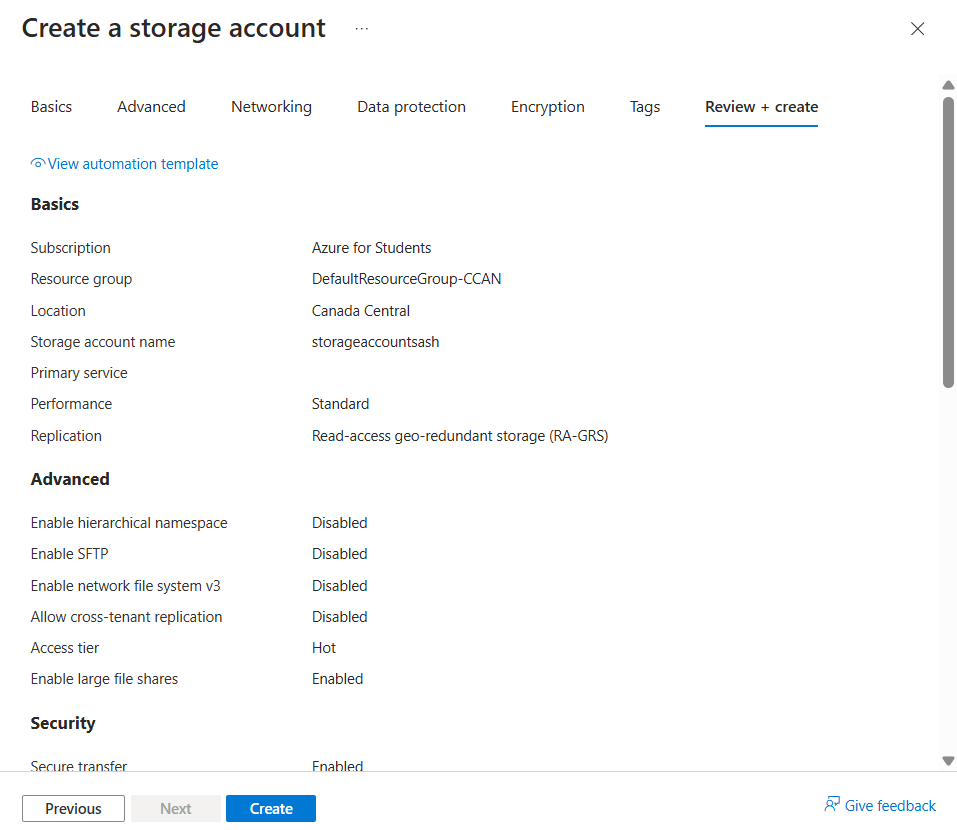 Create a storage account ...
Basics Advanced Networking Data protection Encryption Tags Review + create
View automation template
Basics
Subscription Azure for Students
Resource group DefaultResourceGroup-CCAN
Location Canada Central
Storage account name storageaccountsash
Primary service
Performance Standard
Replication Read-access geo-redundant storage (RA-GRS)
Advanced
Enable hierarchical namespace Disabled
Enable SFTP Disabled
Enable network file system v3 Disabled
Allow cross-tenant replication Disabled
Access tier Hot
Enable large file shares Enabled
Security
Secure transfer Enabled
Previous Next Create Give feedback